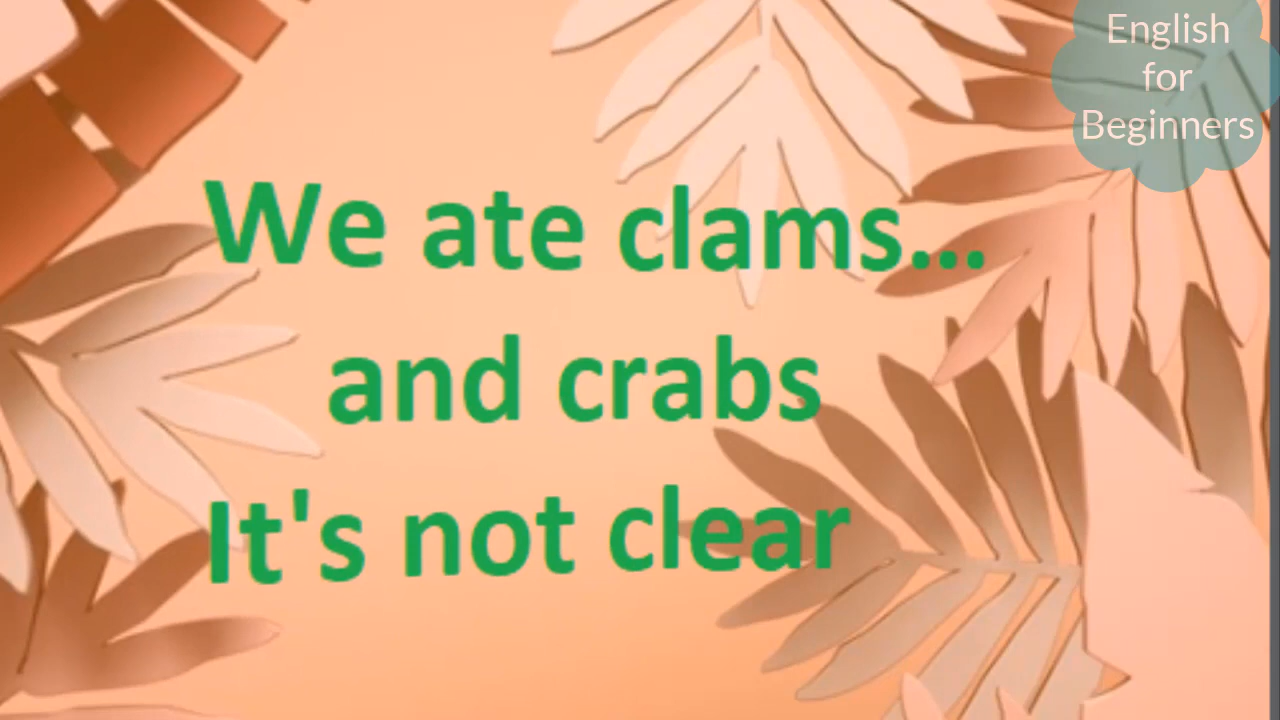 English
for
Beginners
We ate clams...
and crabs
It's not clear